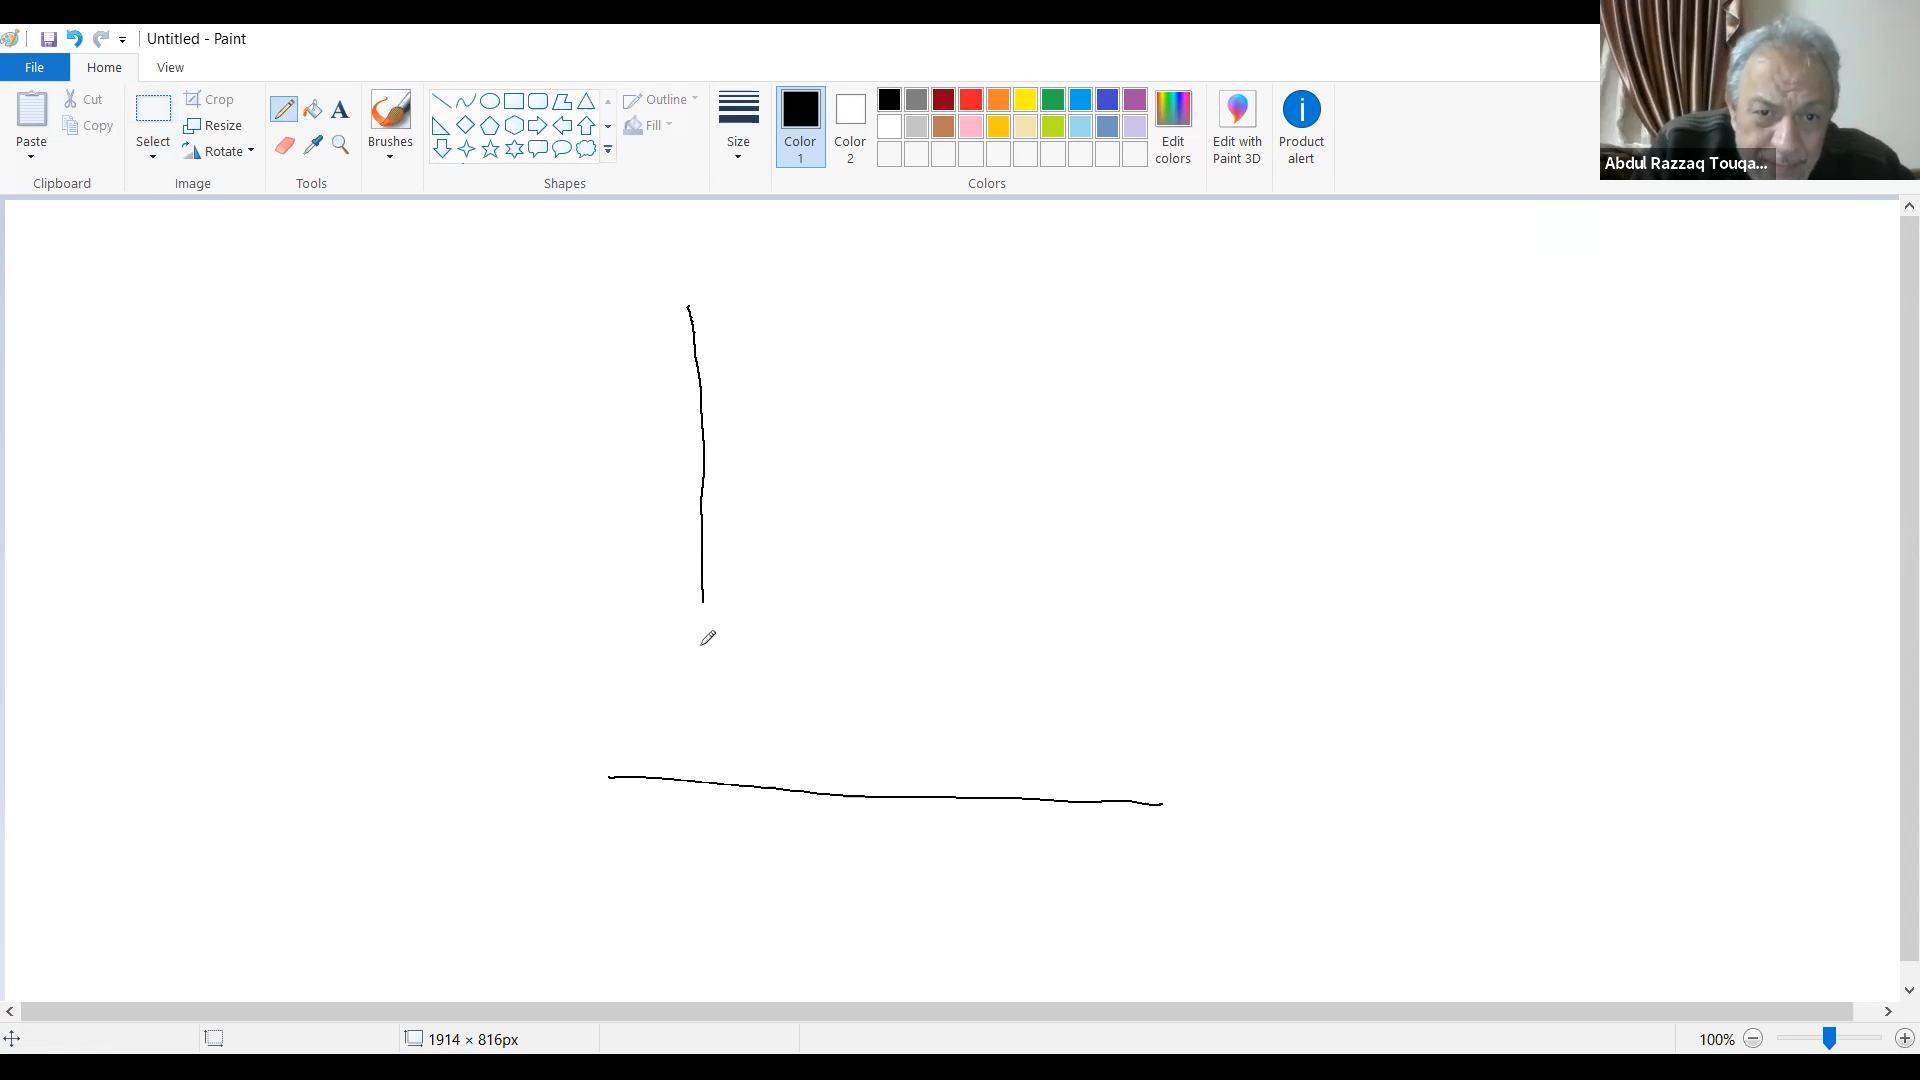 Untitled - Paint
File
Home
View
Paste
Cut
Copy
Clipboard
Select
Crop
Resize
Rotate
Image
A
Tools
Brushes
Shapes
Outline
Fill
Size
Color
1
Color
2
Colors
Edit
colors
Edit with
Paint 3D
Product
alert
Abdul Razzaq Touqa...
1914 × 816px
100%